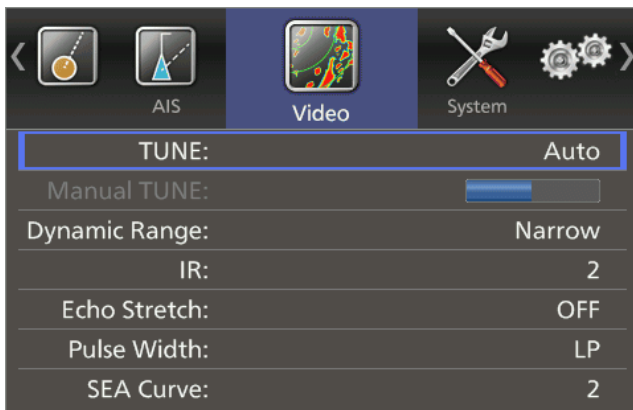 AIS
Video
System
TUNE: Auto
Manual TUNE:
Dynamic Range: Narrow
IR: 2
Echo Stretch: OFF
Pulse Width: LP
SEA Curve: 2